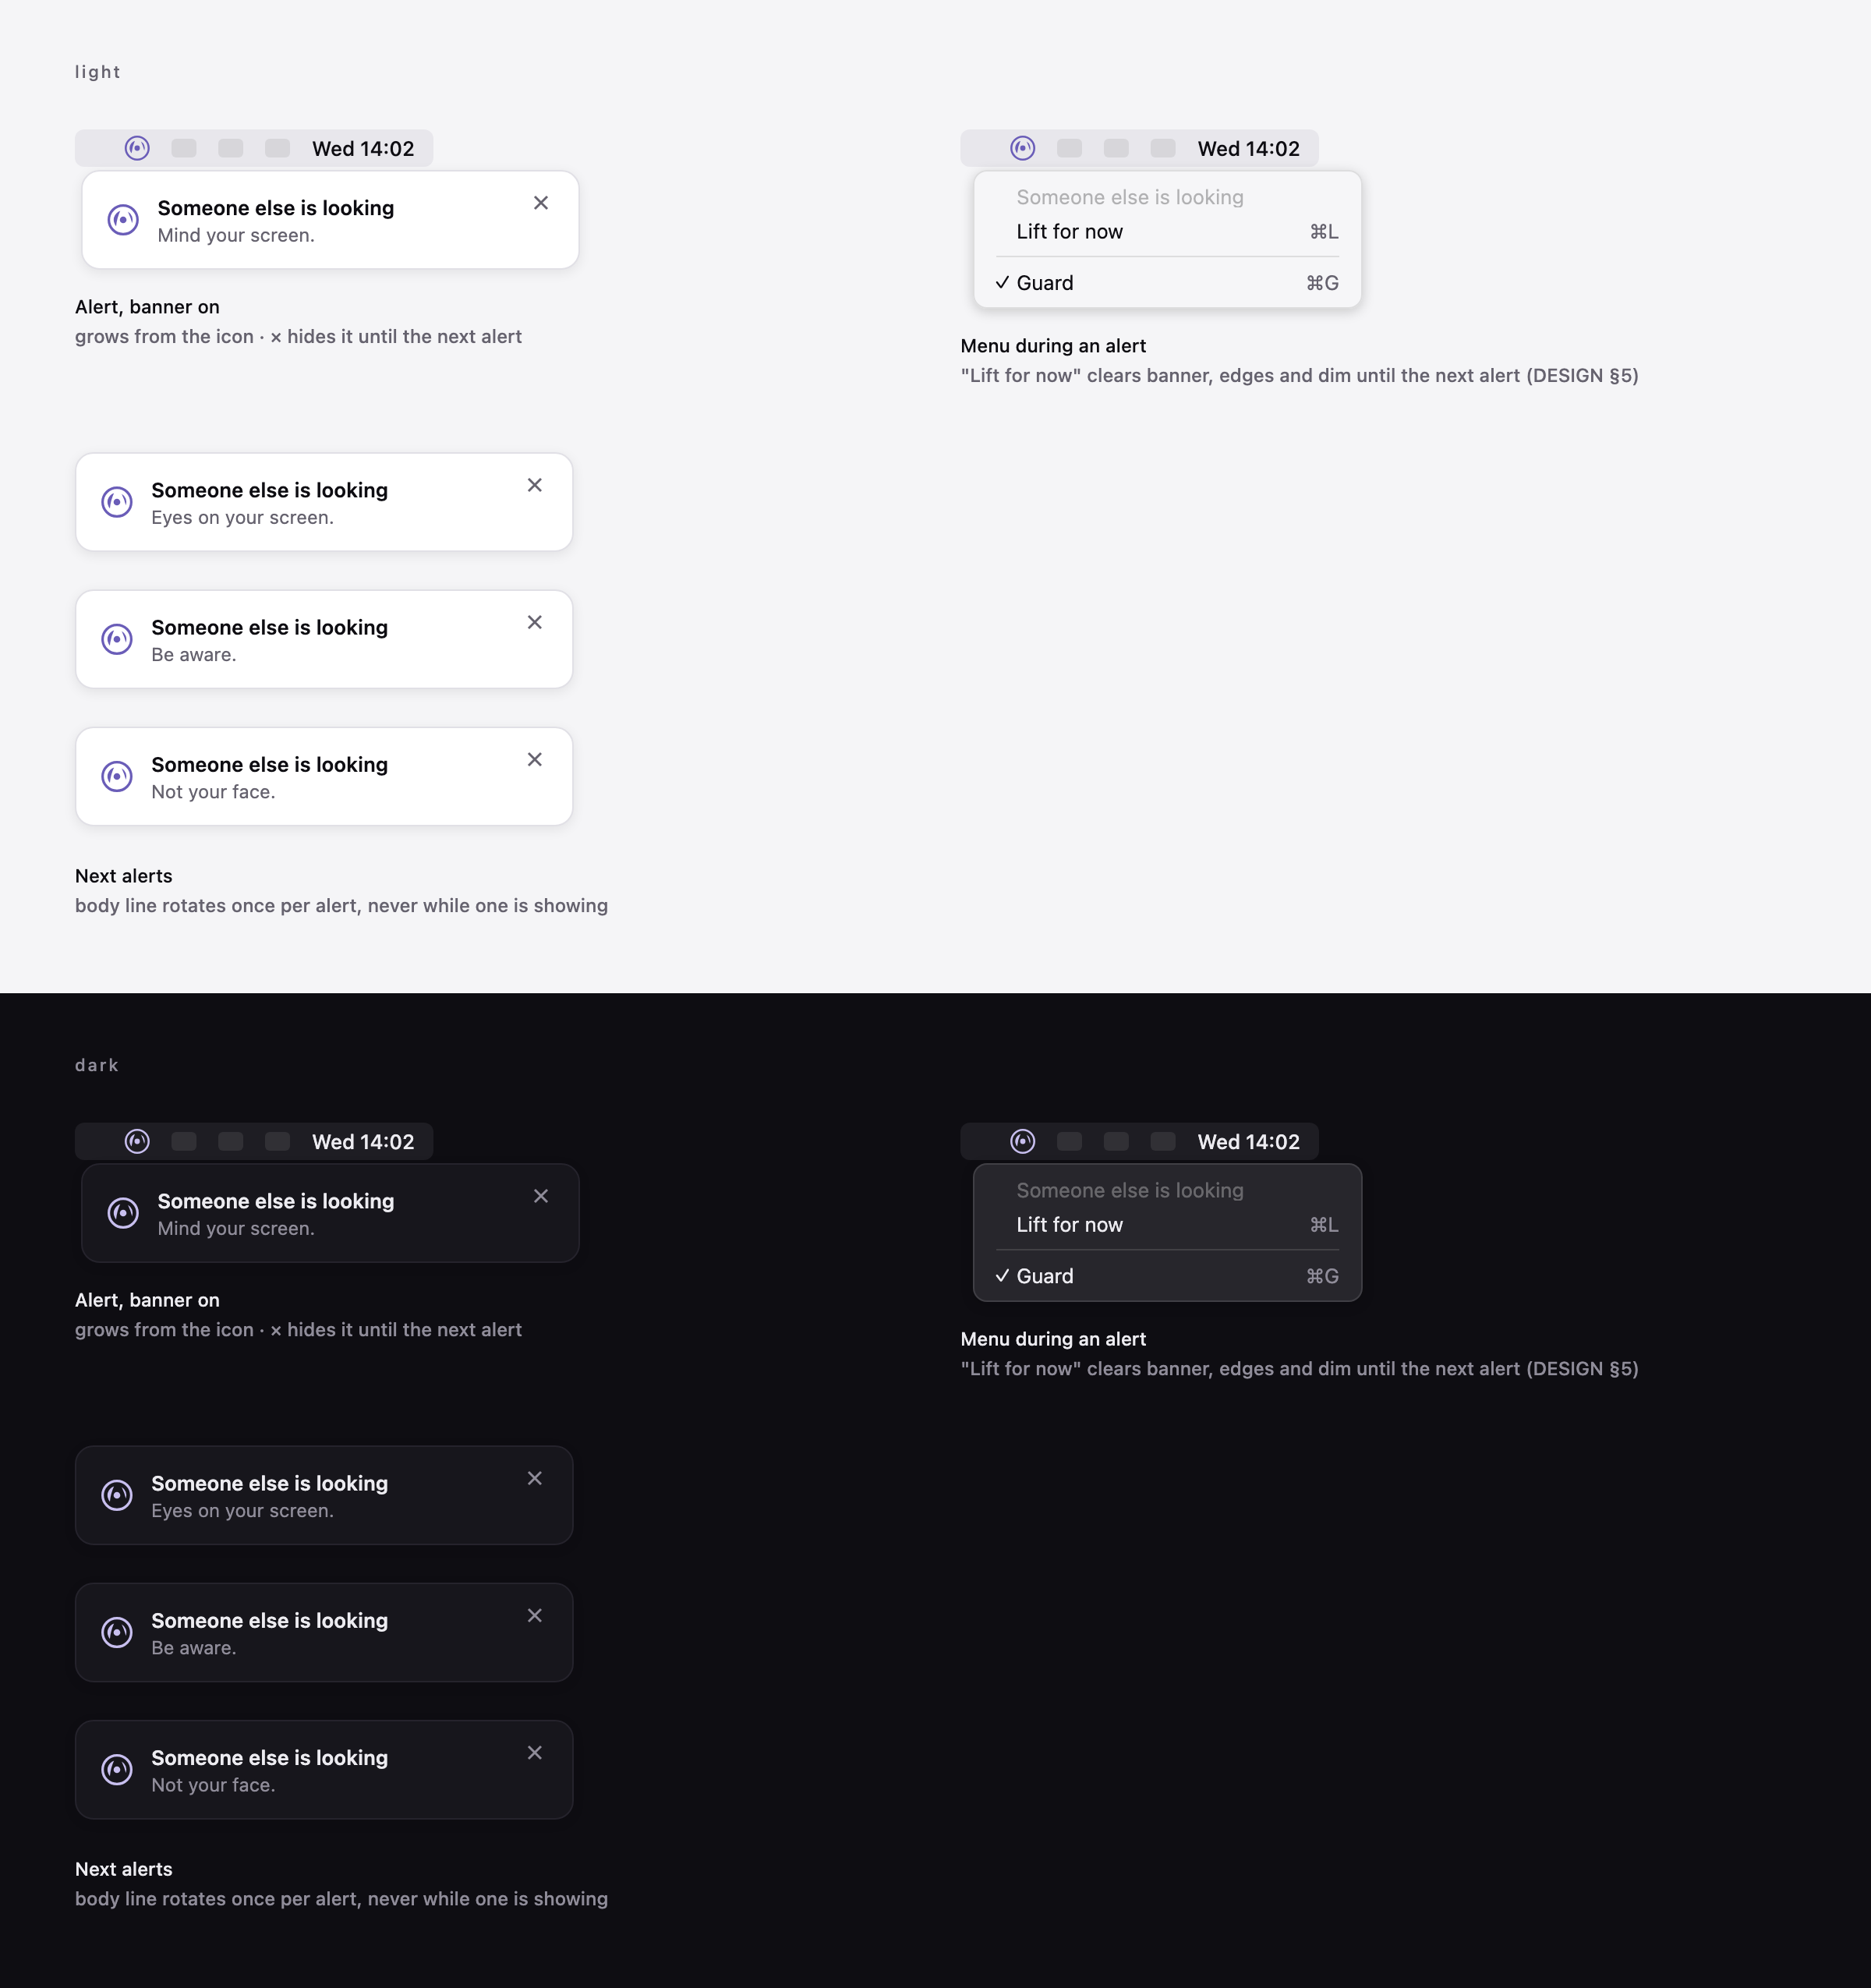 light
Wed 14:02
Someone else is looking
Mind your screen.
Alert, banner on
grows from the icon · × hides it until the next alert
Wed 14:02
Someone else is looking
Lift for now ⌘L
✓ Guard ⌘G
Menu during an alert
"Lift for now" clears banner, edges and dim until the next alert (DESIGN §5)
Someone else is looking
Eyes on your screen.
Someone else is looking
Be aware.
Someone else is looking
Not your face.
Next alerts
body line rotates once per alert, never while one is showing
dark
Wed 14:02
Someone else is looking
Mind your screen.
Alert, banner on
grows from the icon · × hides it until the next alert
Wed 14:02
Someone else is looking
Lift for now ⌘L
✓ Guard ⌘G
Menu during an alert
"Lift for now" clears banner, edges and dim until the next alert (DESIGN §5)
Someone else is looking
Eyes on your screen.
Someone else is looking
Be aware.
Someone else is looking
Not your face.
Next alerts
body line rotates once per alert, never while one is showing